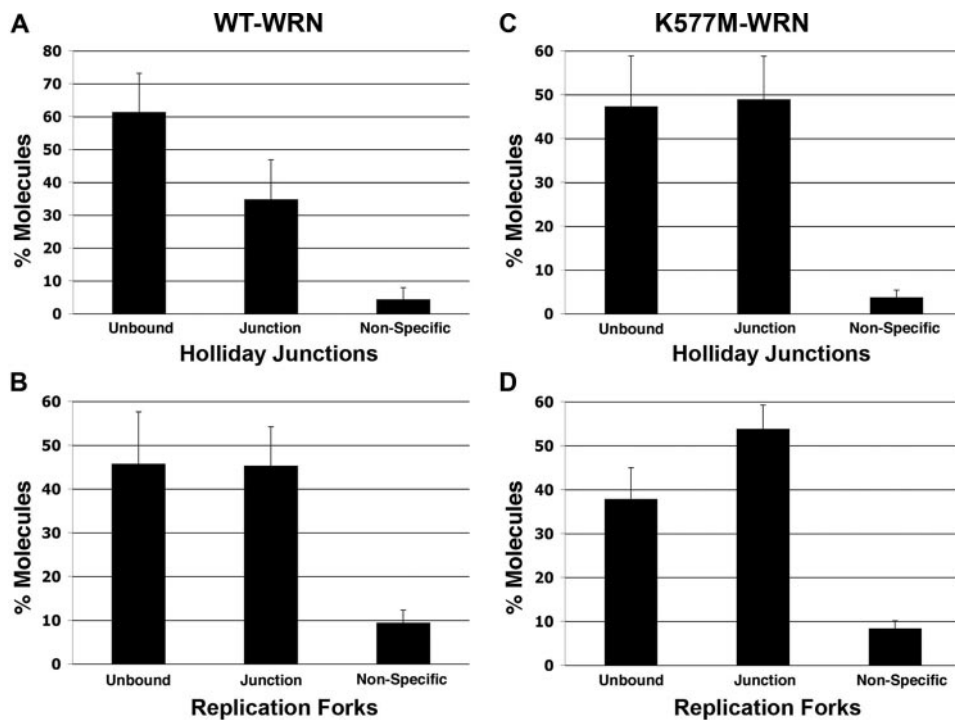 A
WT-WRN
% Molecules
80
70
60
50
40
30
20
10
0
Unbound Junction Non-Specific
Holliday Junctions
C
K577M-WRN
% Molecules
60
50
40
30
20
10
0
Unbound Junction Non-Specific
Holliday Junctions
B
% Molecules
60
50
40
30
20
10
0
Unbound Junction Non-Specific
Replication Forks
D
% Molecules
60
50
40
30
20
10
0
Unbound Junction Non-Specific
Replication Forks